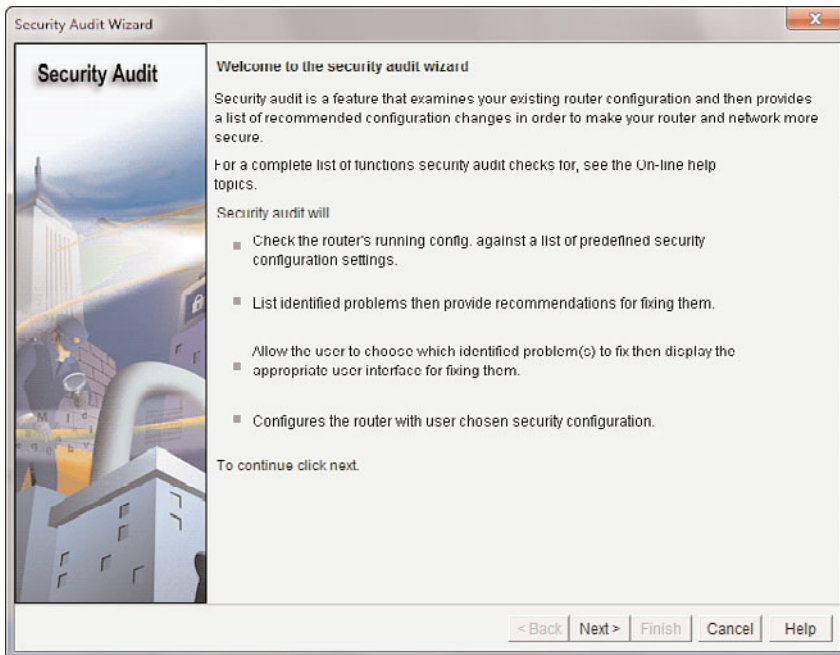 Security Audit Wizard
Security Audit
Welcome to the security audit wizard
Security audit is a feature that examines your existing router configuration and then provides
a list of recommended configuration changes in order to make your router and network more
secure.
For a complete list of functions security audit checks for, see the On-line help
topics.
Security audit will
Check the router's running config. against a list of predefined security
configuration settings.
List identified problems then provide recommendations for fixing them.
Allow the user to choose which identified problem(s) to fix then display the
appropriate user interface for fixing them.
Configures the router with user chosen security configuration.
To continue click next.
< Back Next > Finish Cancel Help